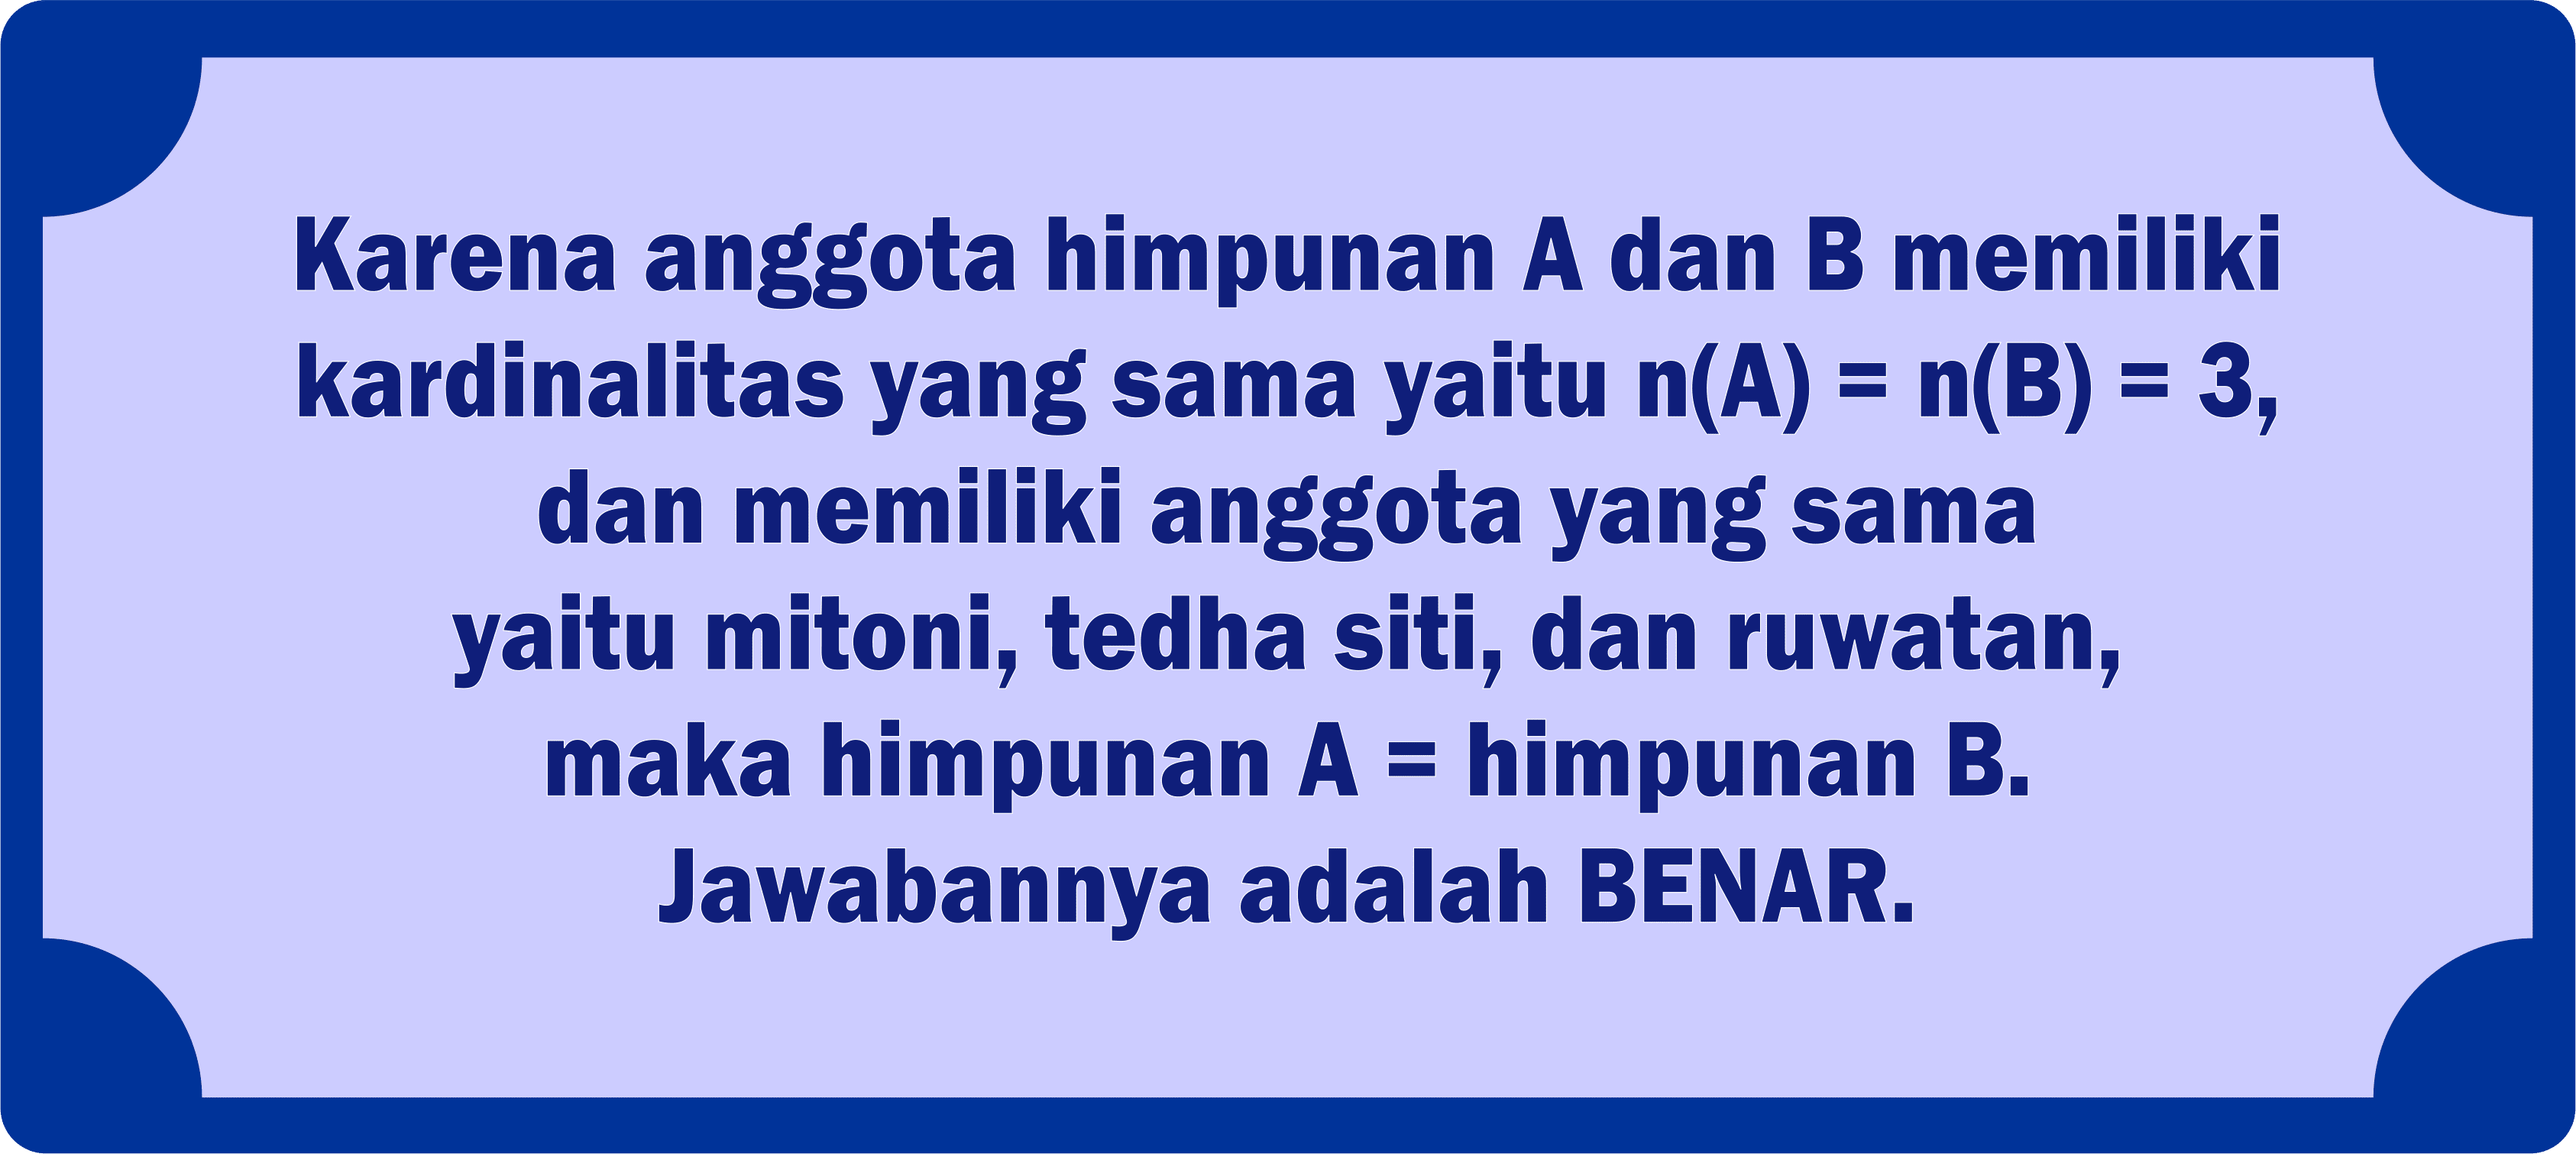 Karena anggota himpunan A dan B memiliki
kardinalitas yang sama yaitu n(A) = n(B) = 3,
dan memiliki anggota yang sama
yaitu mitoni, tedha siti, dan ruwatan,
maka himpunan A = himpunan B.
Jawabannya adalah BENAR.